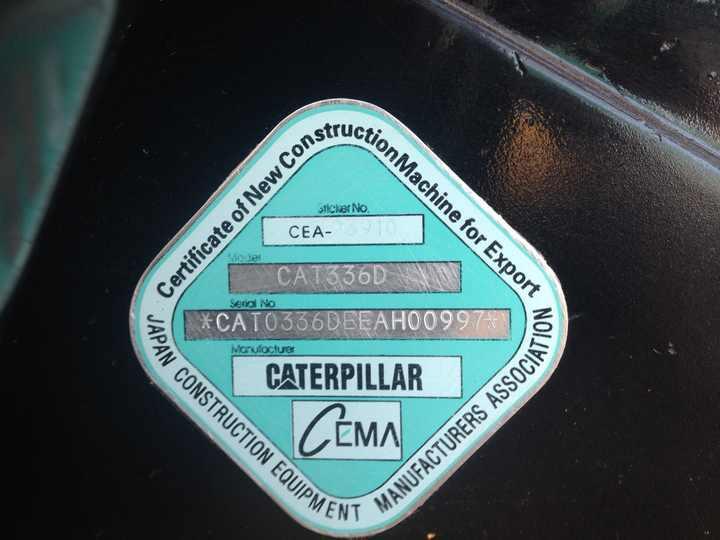 Certificate of New Construction Machine for Export
Sticker No.
CEA-
Model
CAT336D
Serial No
*CAT0336DEEAH00997*
Manufacturer
CATERPILLAR
CEMA
JAPAN CONSTRUCTION EQUIPMENT MANUFACTURERS ASSOCIATION